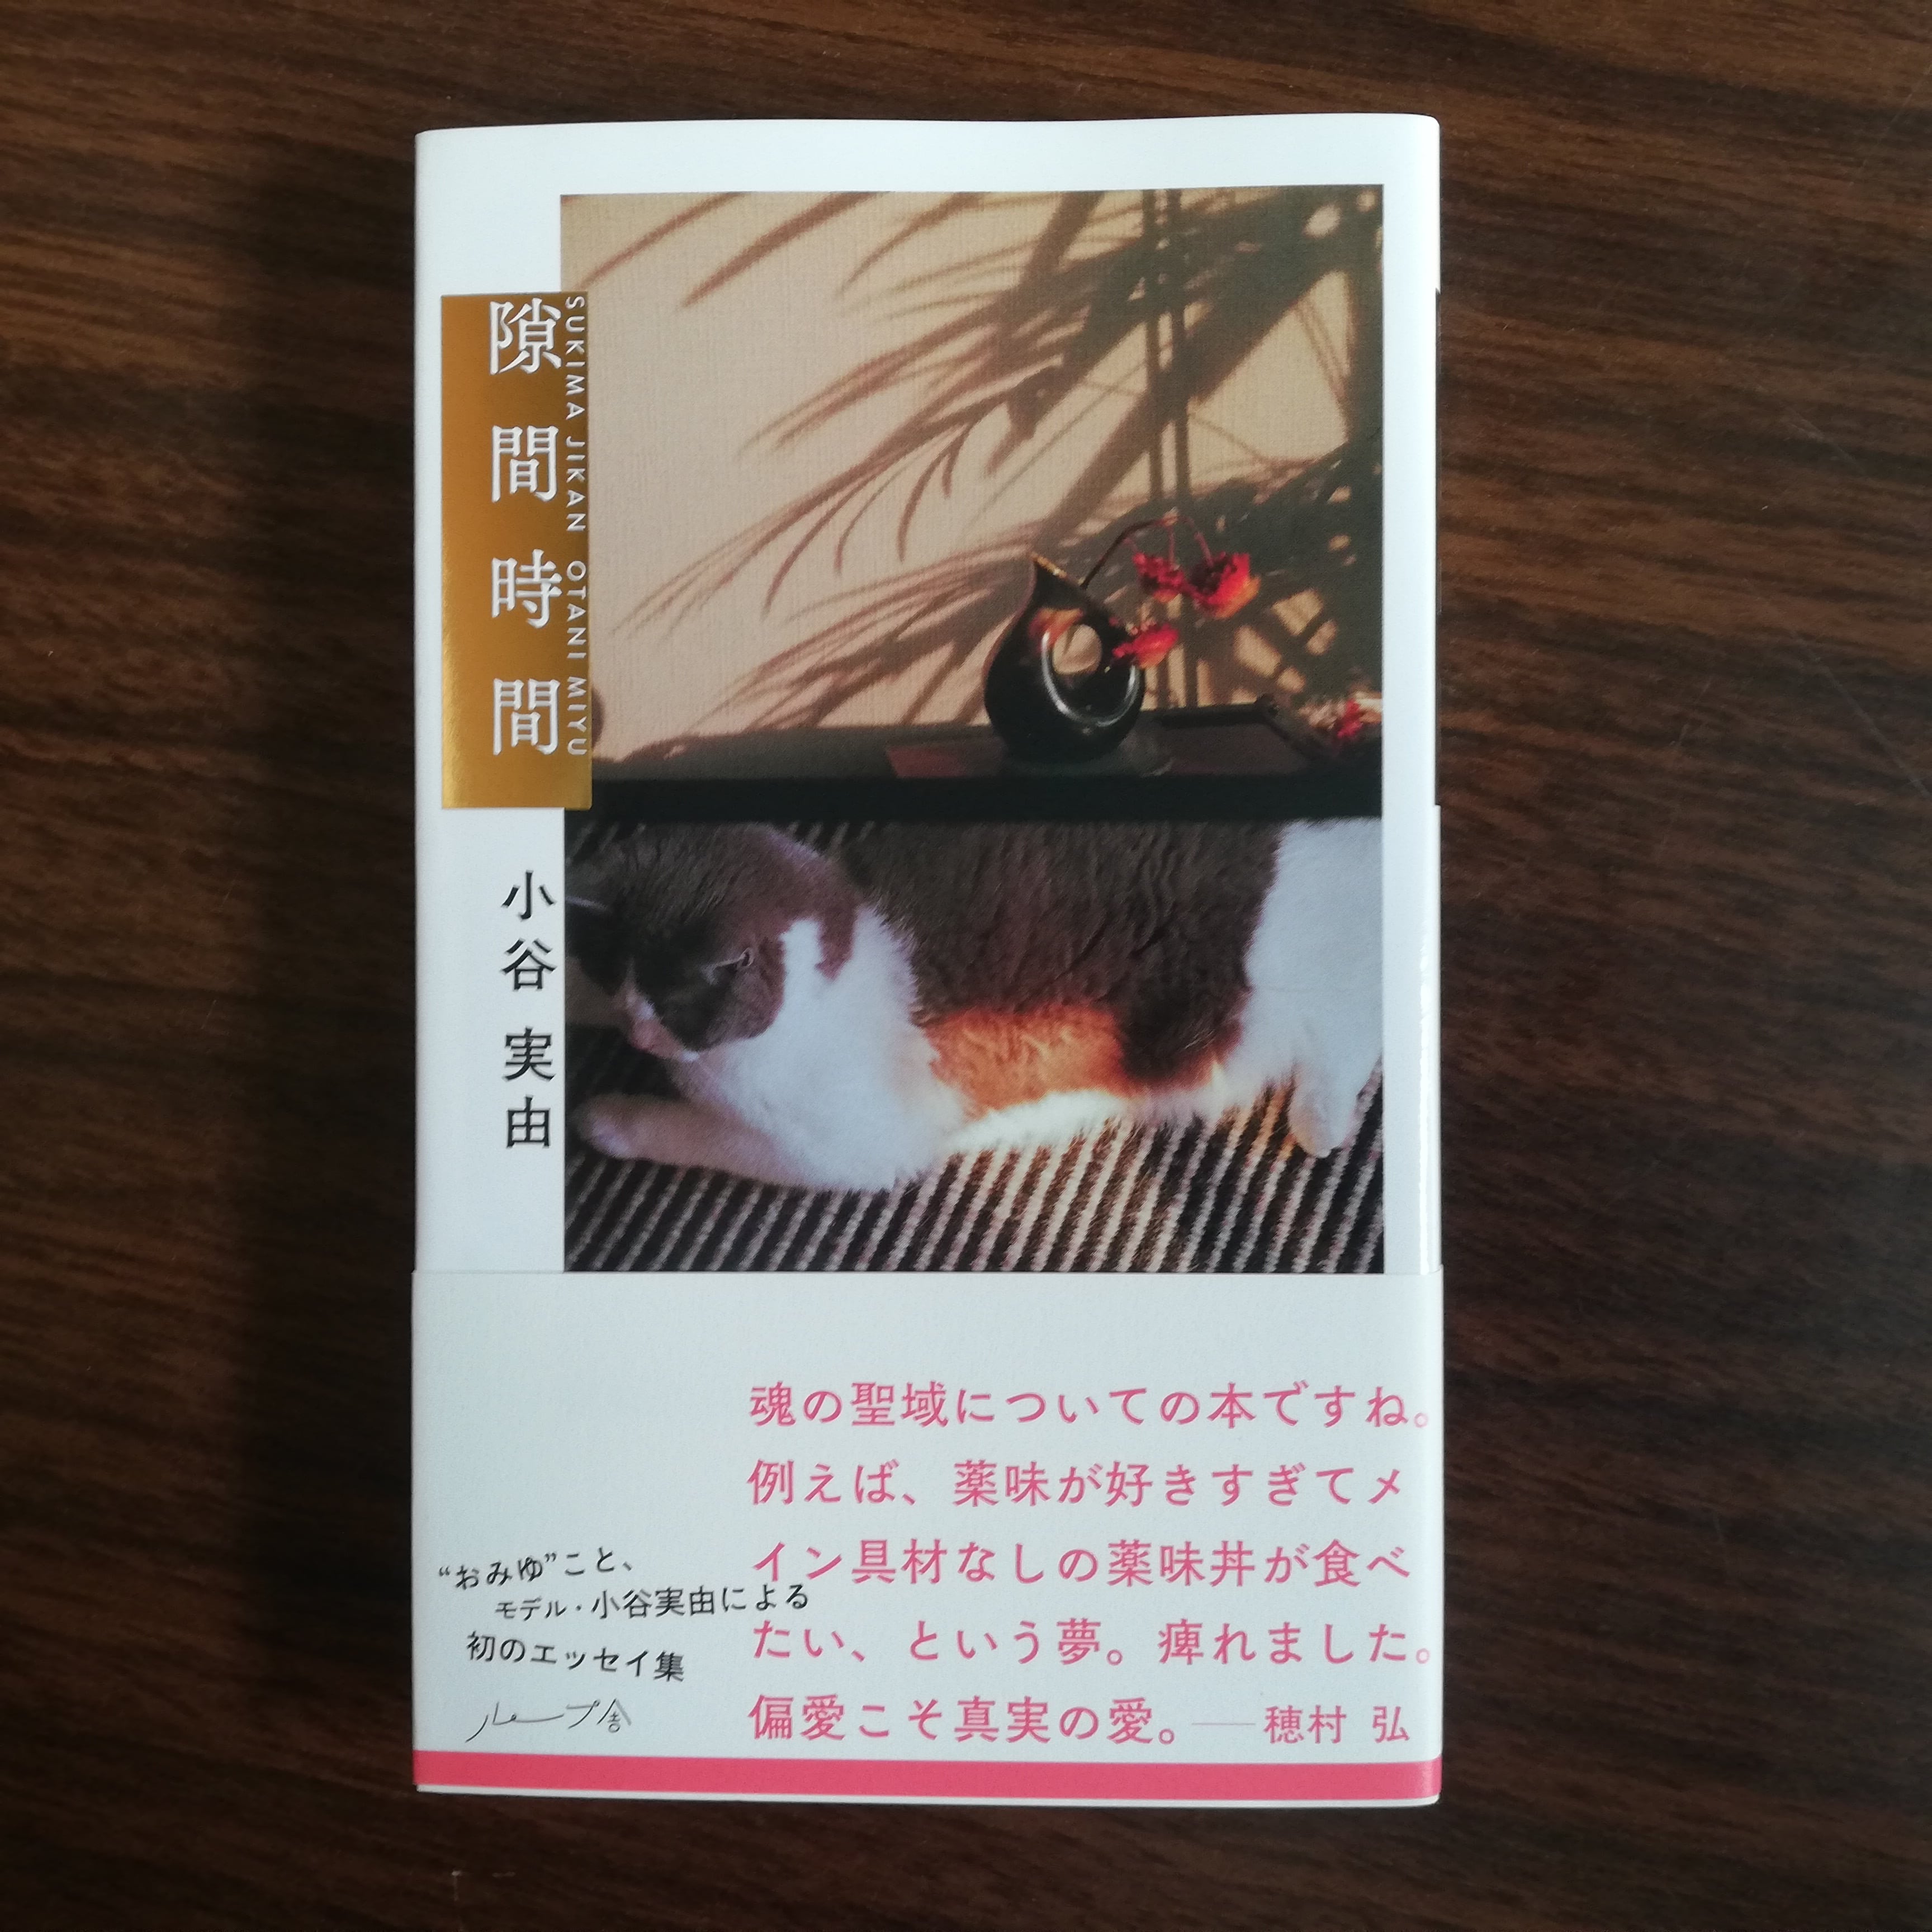 隙間時間
SUKIMA JIKAN OTANI MIYU
小谷実由
魂の聖域についての本ですね。
例えば、薬味が好きすぎてメ
イン具材なしの薬味丼が食べ
たい、という夢。痺れました。
偏愛こそ真実の愛。——穂村 弘
“おみゆ”こと、
モデル・小谷実由による
初のエッセイ集
ループ舎